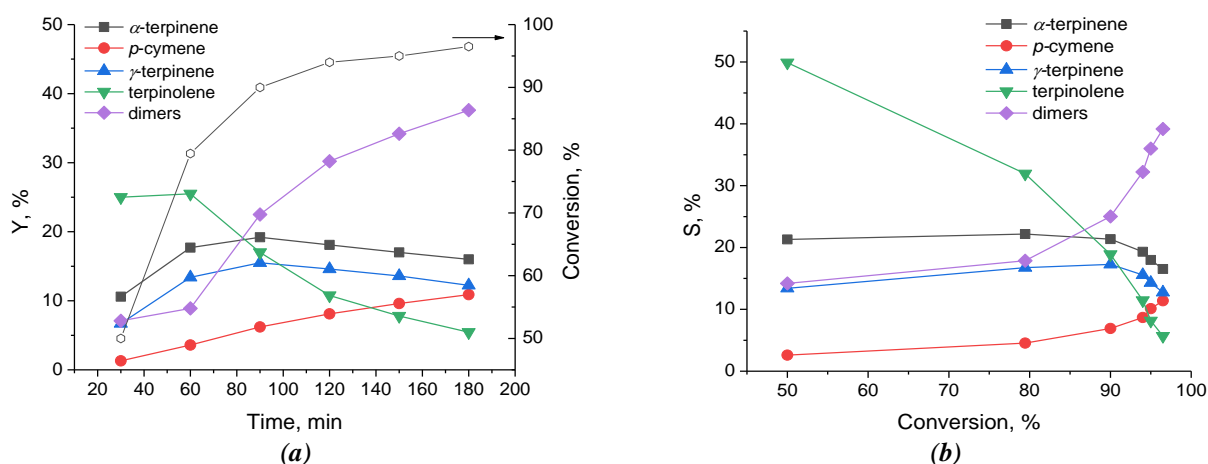 α-terpinene
p-cymene
γ-terpinene
terpinolene
dimers
Y, %
50
40
30
20
10
0
20 40 60 80 100 120 140 160 180 200
Time, min
100
90
80
70
60
50
Conversion, %
(a)
α-terpinene
p-cymene
γ-terpinene
terpinolene
dimers
S, %
50
40
30
20
10
0
50 60 70 80 90 100
Conversion, %
(b)